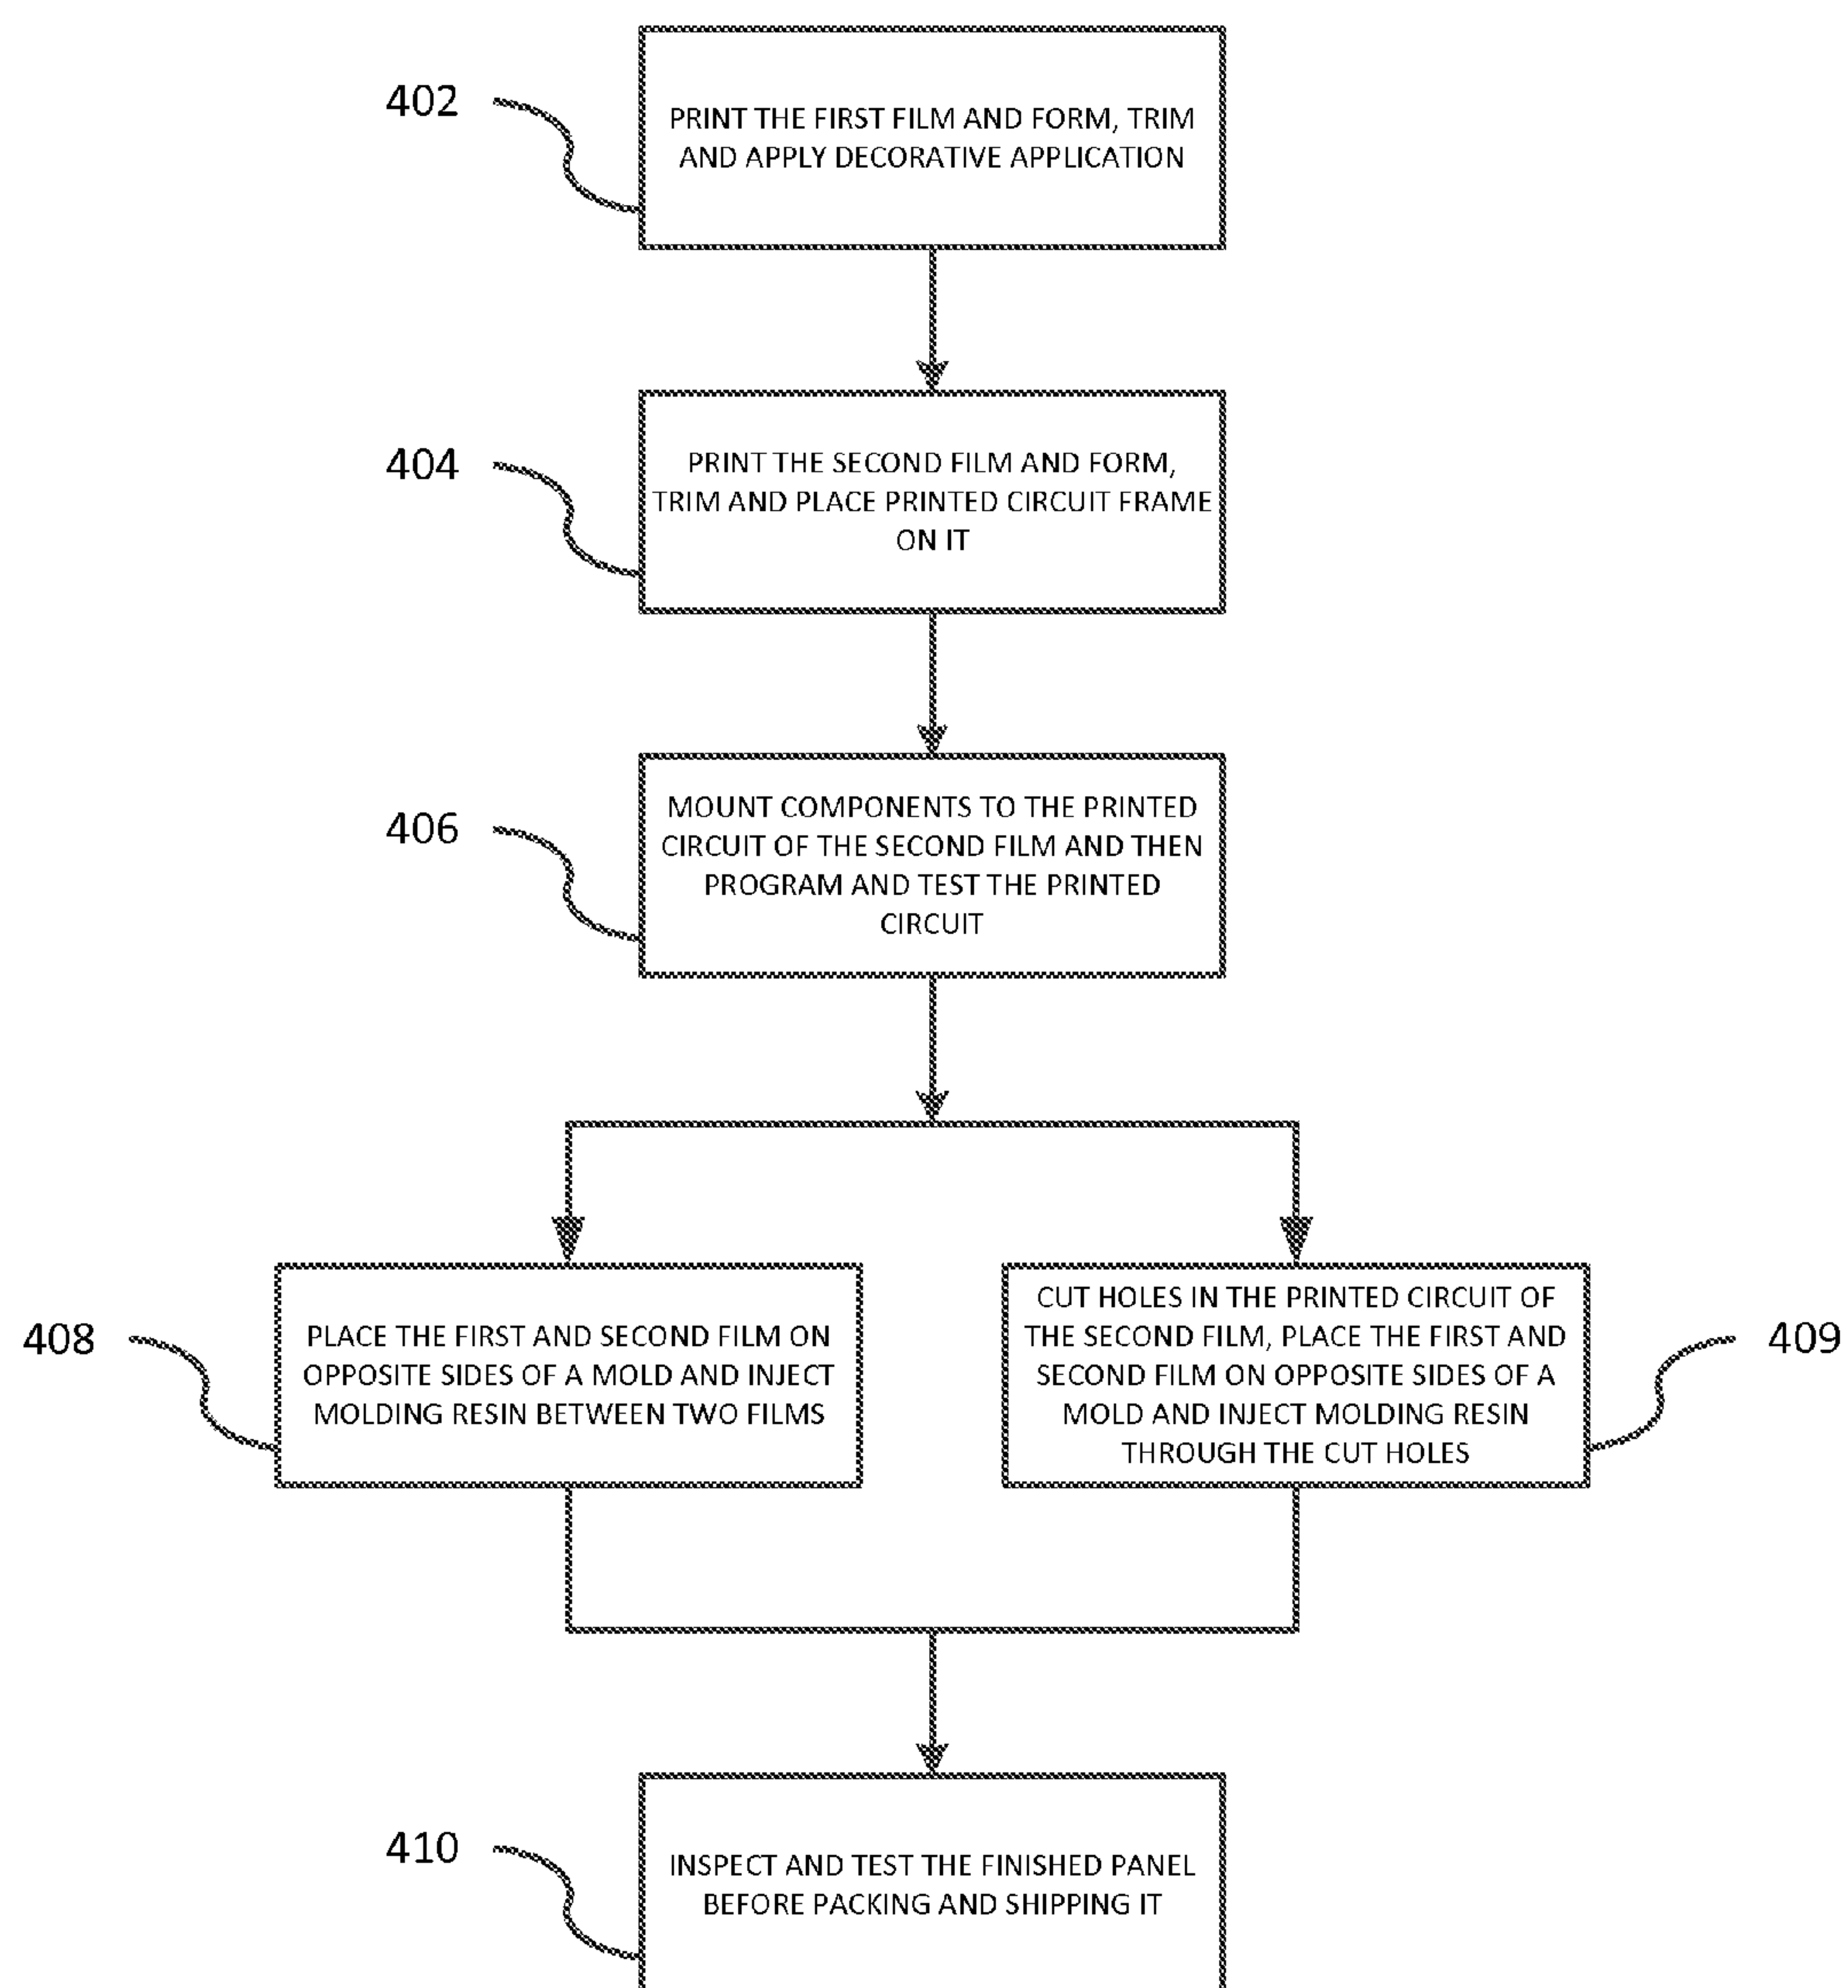 402
PRINT THE FIRST FILM AND FORM, TRIM
AND APPLY DECORATIVE APPLICATION
404
PRINT THE SECOND FILM AND FORM,
TRIM AND PLACE PRINTED CIRCUIT FRAME
ON IT
406
MOUNT COMPONENTS TO THE PRINTED
CIRCUIT OF THE SECOND FILM AND THEN
PROGRAM AND TEST THE PRINTED
CIRCUIT
408
PLACE THE FIRST AND SECOND FILM ON
OPPOSITE SIDES OF A MOLD AND INJECT
MOLDING RESIN BETWEEN TWO FILMS
CUT HOLES IN THE PRINTED CIRCUIT OF
THE SECOND FILM, PLACE THE FIRST AND
SECOND FILM ON OPPOSITE SIDES OF A
MOLD AND INJECT MOLDING RESIN
THROUGH THE CUT HOLES
409
410
INSPECT AND TEST THE FINISHED PANEL
BEFORE PACKING AND SHIPPING IT